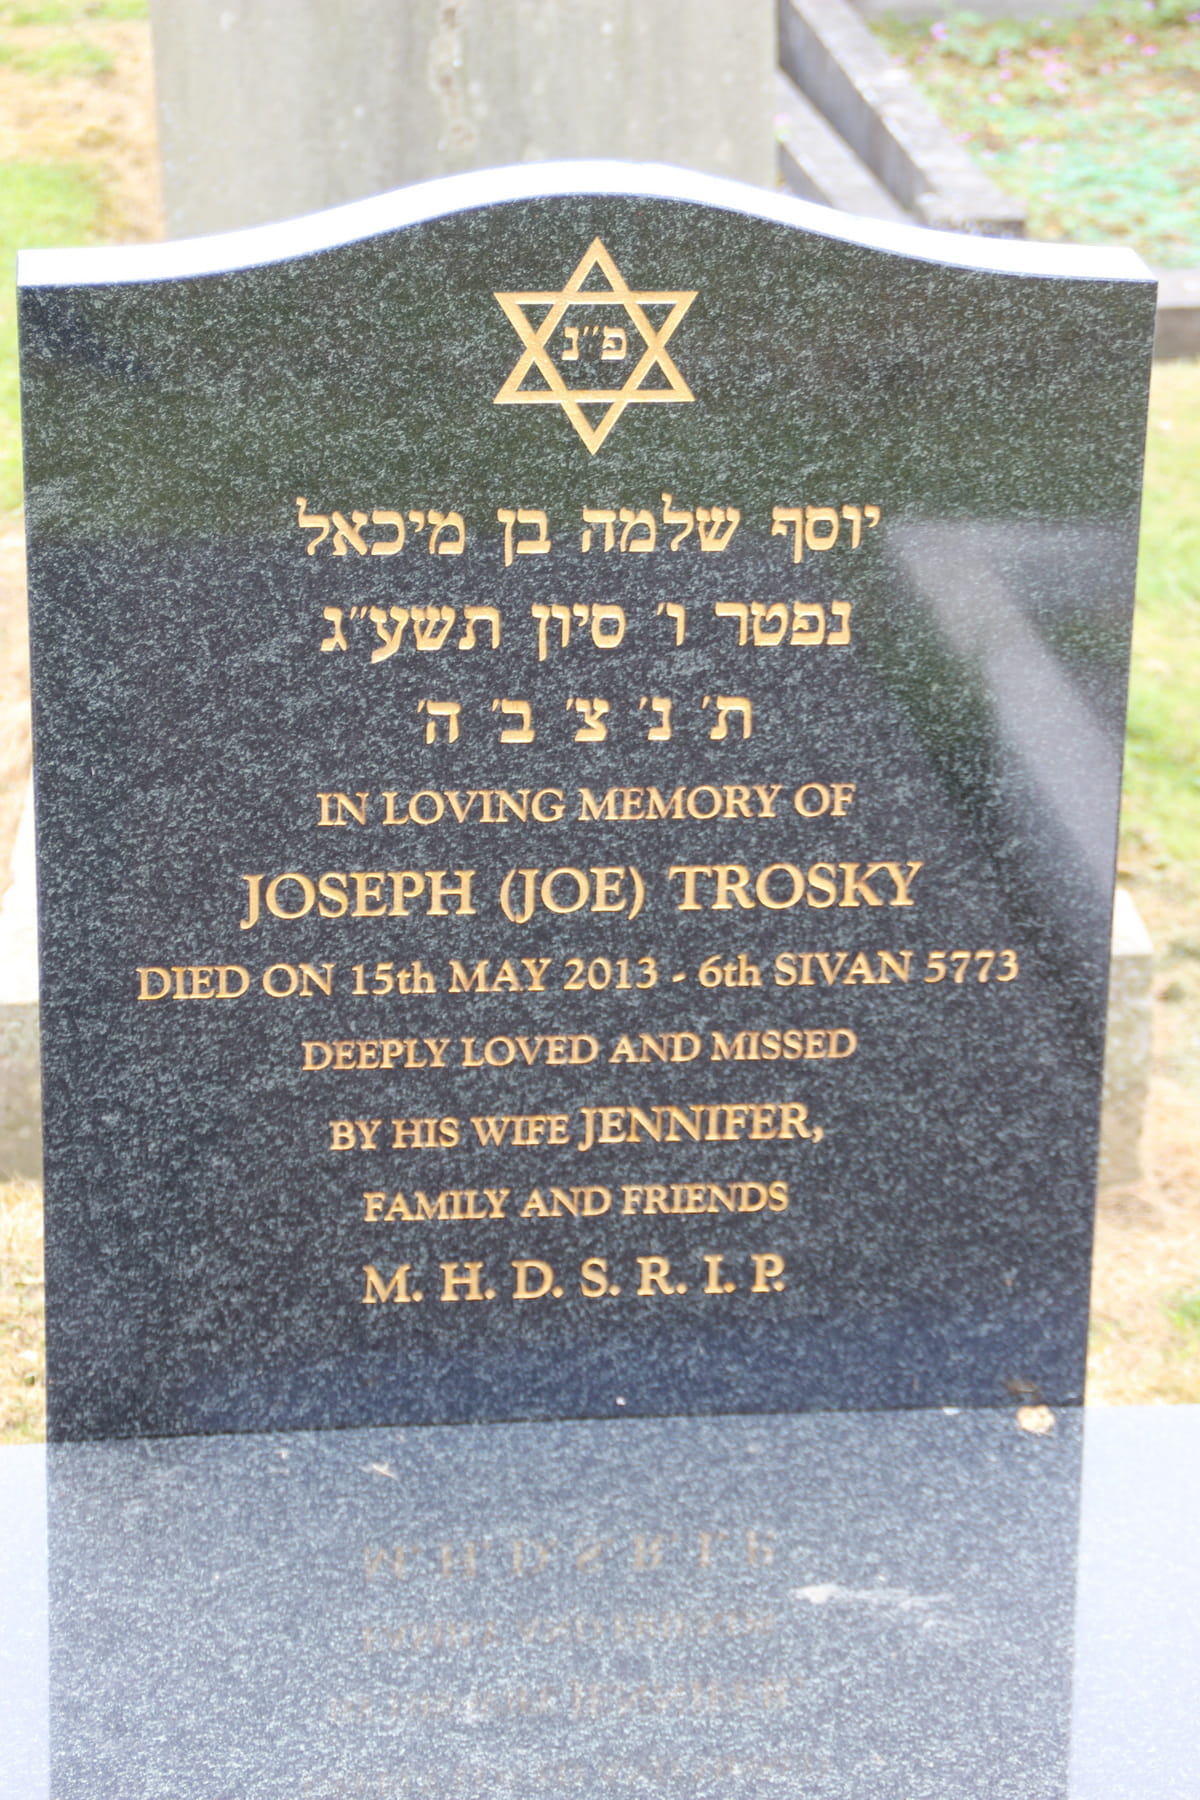 פ״נ
יוסף שלמה בן מיכאל
נפטר ו׳ סיון תשע״ג
ת׳ נ׳ צ׳ ב׳ ה׳
IN LOVING MEMORY OF
JOSEPH (JOE) TROSKY
DIED ON 15th MAY 2013 - 6th SIVAN 5773
DEEPLY LOVED AND MISSED
BY HIS WIFE JENNIFER,
FAMILY AND FRIENDS
M. H. D. S. R. I. P.